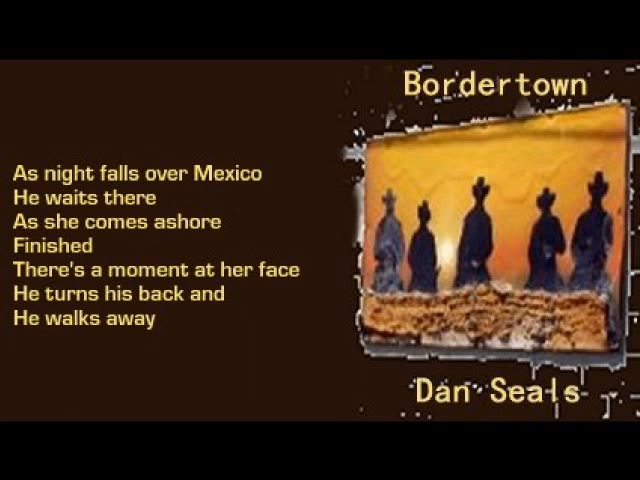 Bordertown
As night falls over Mexico
He waits there
As she comes ashore
Finished
There's a moment at her face
He turns his back and
He walks away
Dan Seals